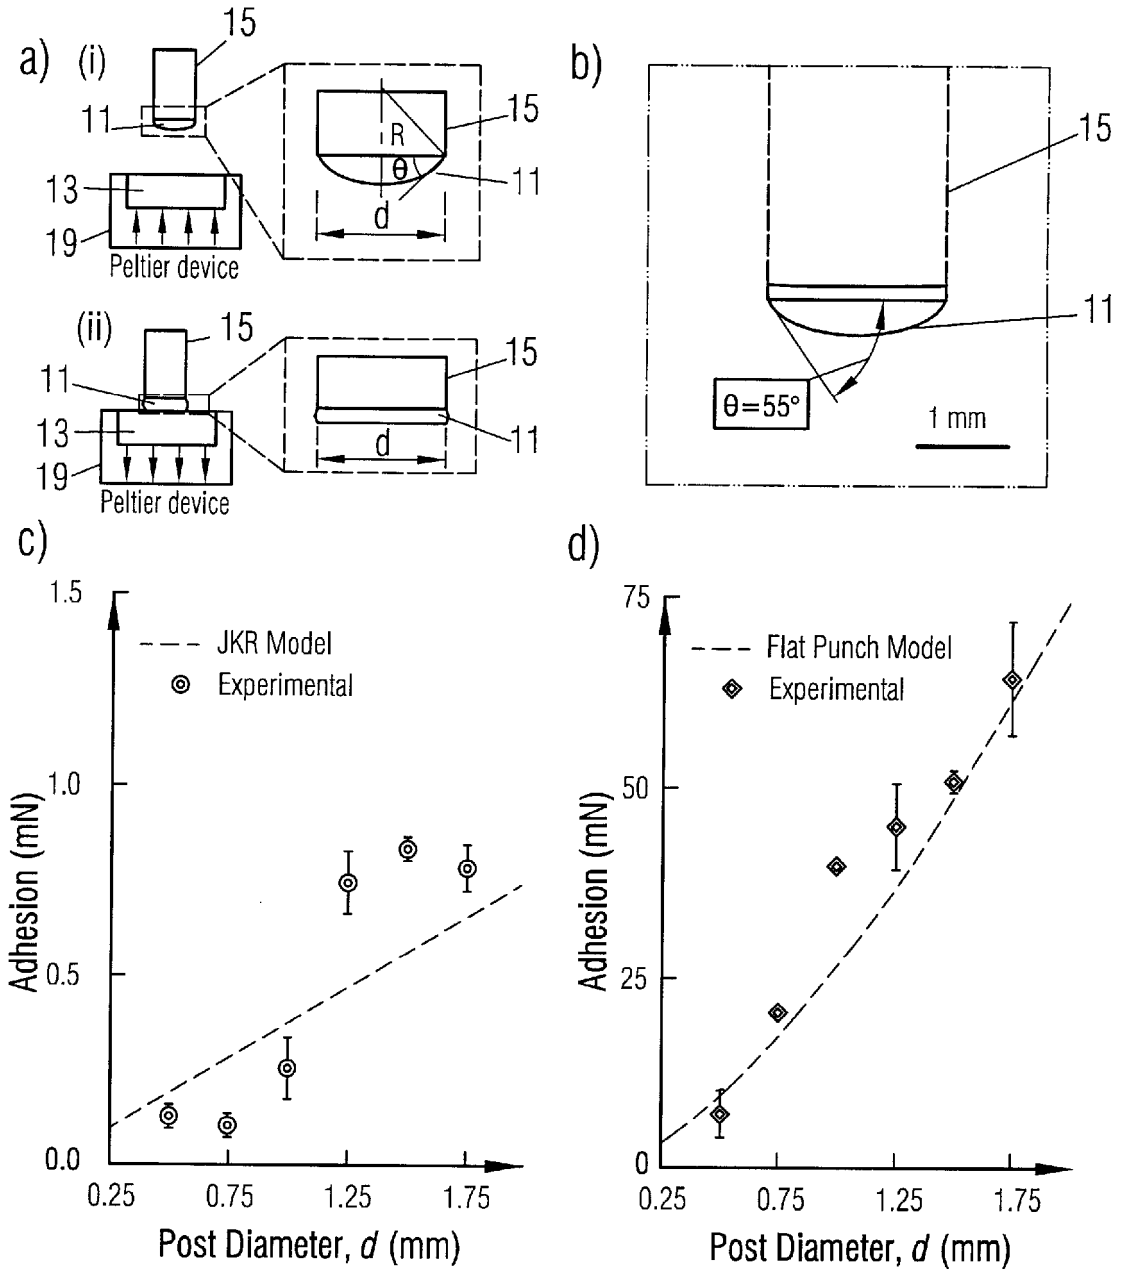 a)
(i)
15
11
13
19
Peltier device
R
θ
15
11
d
(ii)
15
11
13
19
Peltier device
15
11
d
b)
15
11
θ=55°
1 mm
c)
1.5
1.0
0.5
0.0
Adhesion (mN)
JKR Model
Experimental
0.25 0.75 1.25 1.75
Post Diameter, d (mm)
d)
75
50
25
0
Adhesion (mN)
Flat Punch Model
Experimental
0.25 0.75 1.25 1.75
Post Diameter, d (mm)